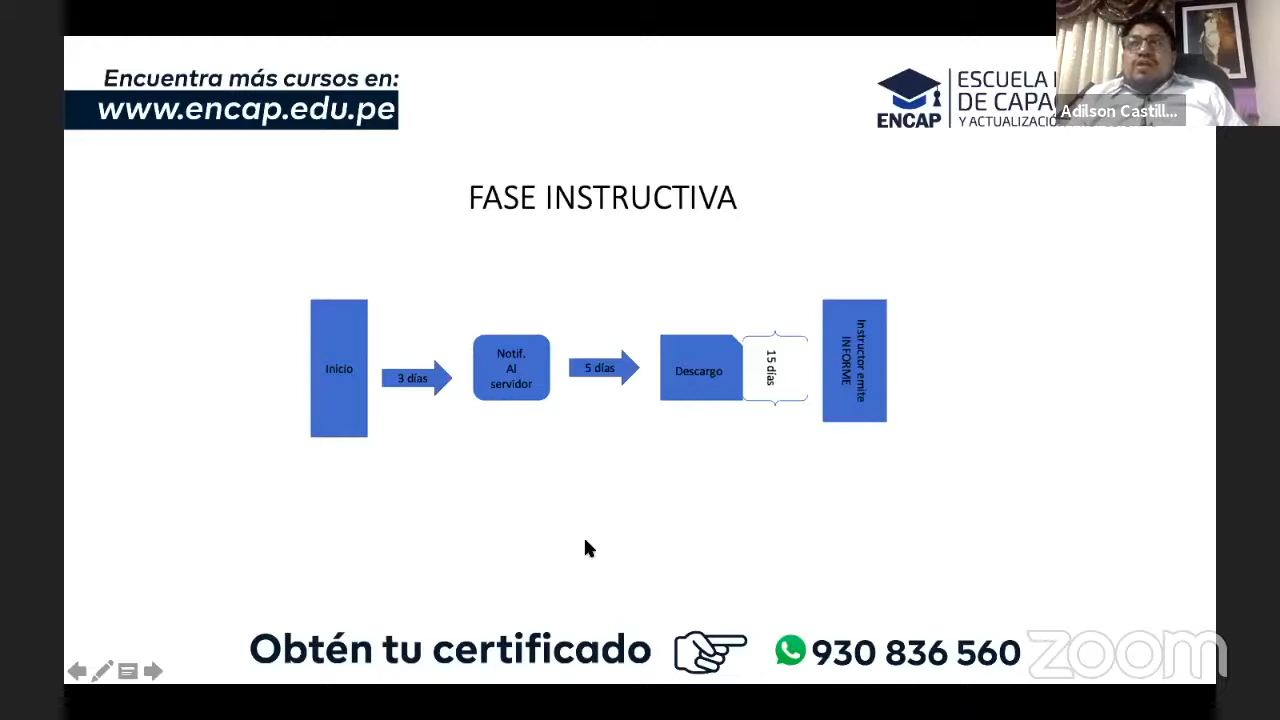 Encuentra más cursos en:
www.encap.edu.pe
ENCAP
ESCUELA
DE CAPA
Y ACTUALIZACIÓ
Adilson Castill...
FASE INSTRUCTIVA
Inicio
3 días
Notif.
Al
servidor
5 días
Descargo
15 días
Instructor emite
INFORME
Obtén tu certificado
930 836 560
zoom